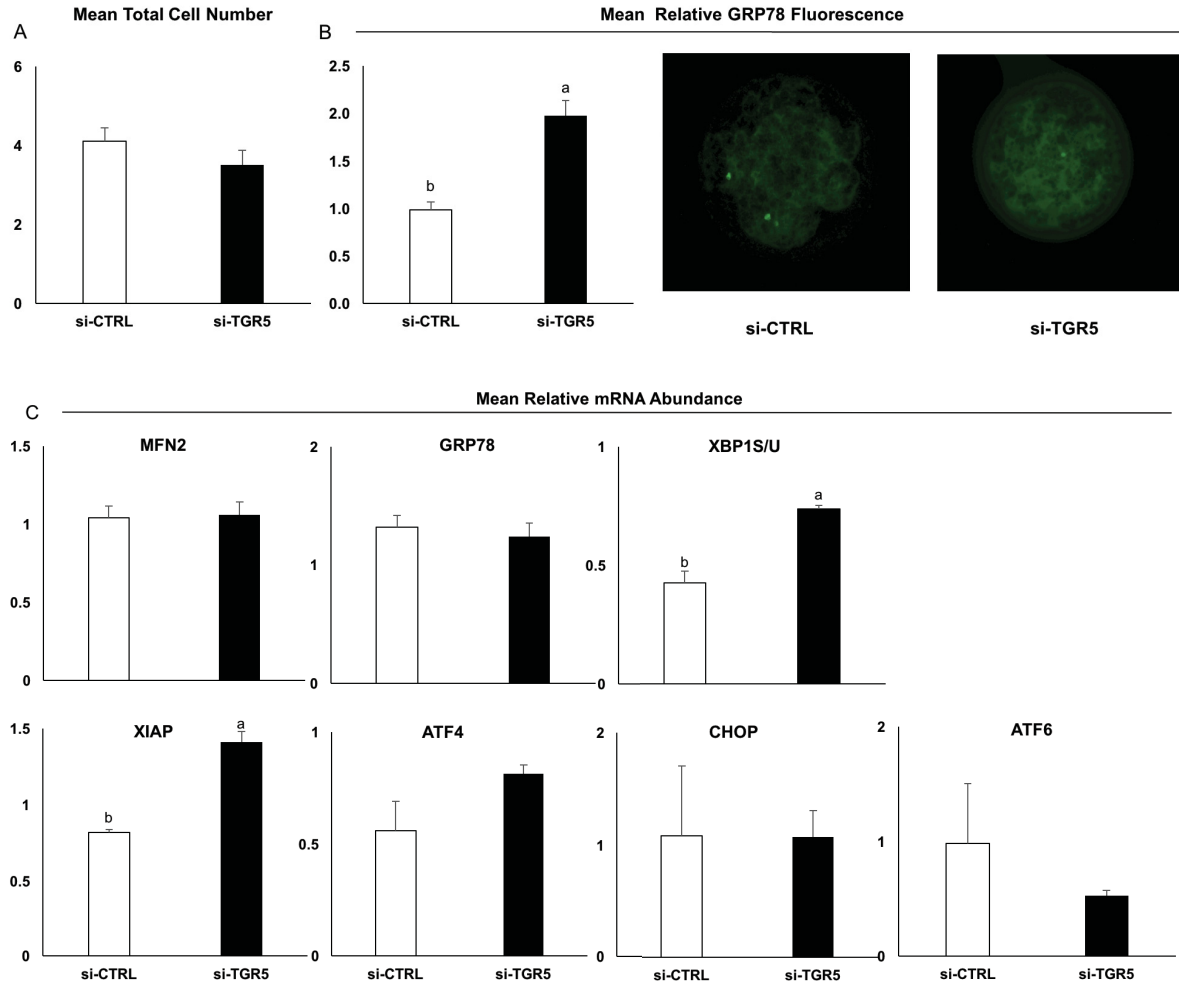 Mean Total Cell Number
Mean Relative GRP78 Fluorescence
A
B
6
4
2
0
si-CTRL
si-TGR5
2.5
2.0
1.5
1.0
0.5
0.0
b
a
si-CTRL
si-TGR5
si-CTRL
si-TGR5
Mean Relative mRNA Abundance
C
MFN2
1.5
1
0.5
0
GRP78
2
1
0
XBP1S/U
1
0.5
0
b
a
XIAP
1.5
1
0.5
0
b
a
si-CTRL
si-TGR5
ATF4
1
0.5
0
si-CTRL
si-TGR5
CHOP
2
1
0
si-CTRL
si-TGR5
ATF6
2
1
0
si-CTRL
si-TGR5